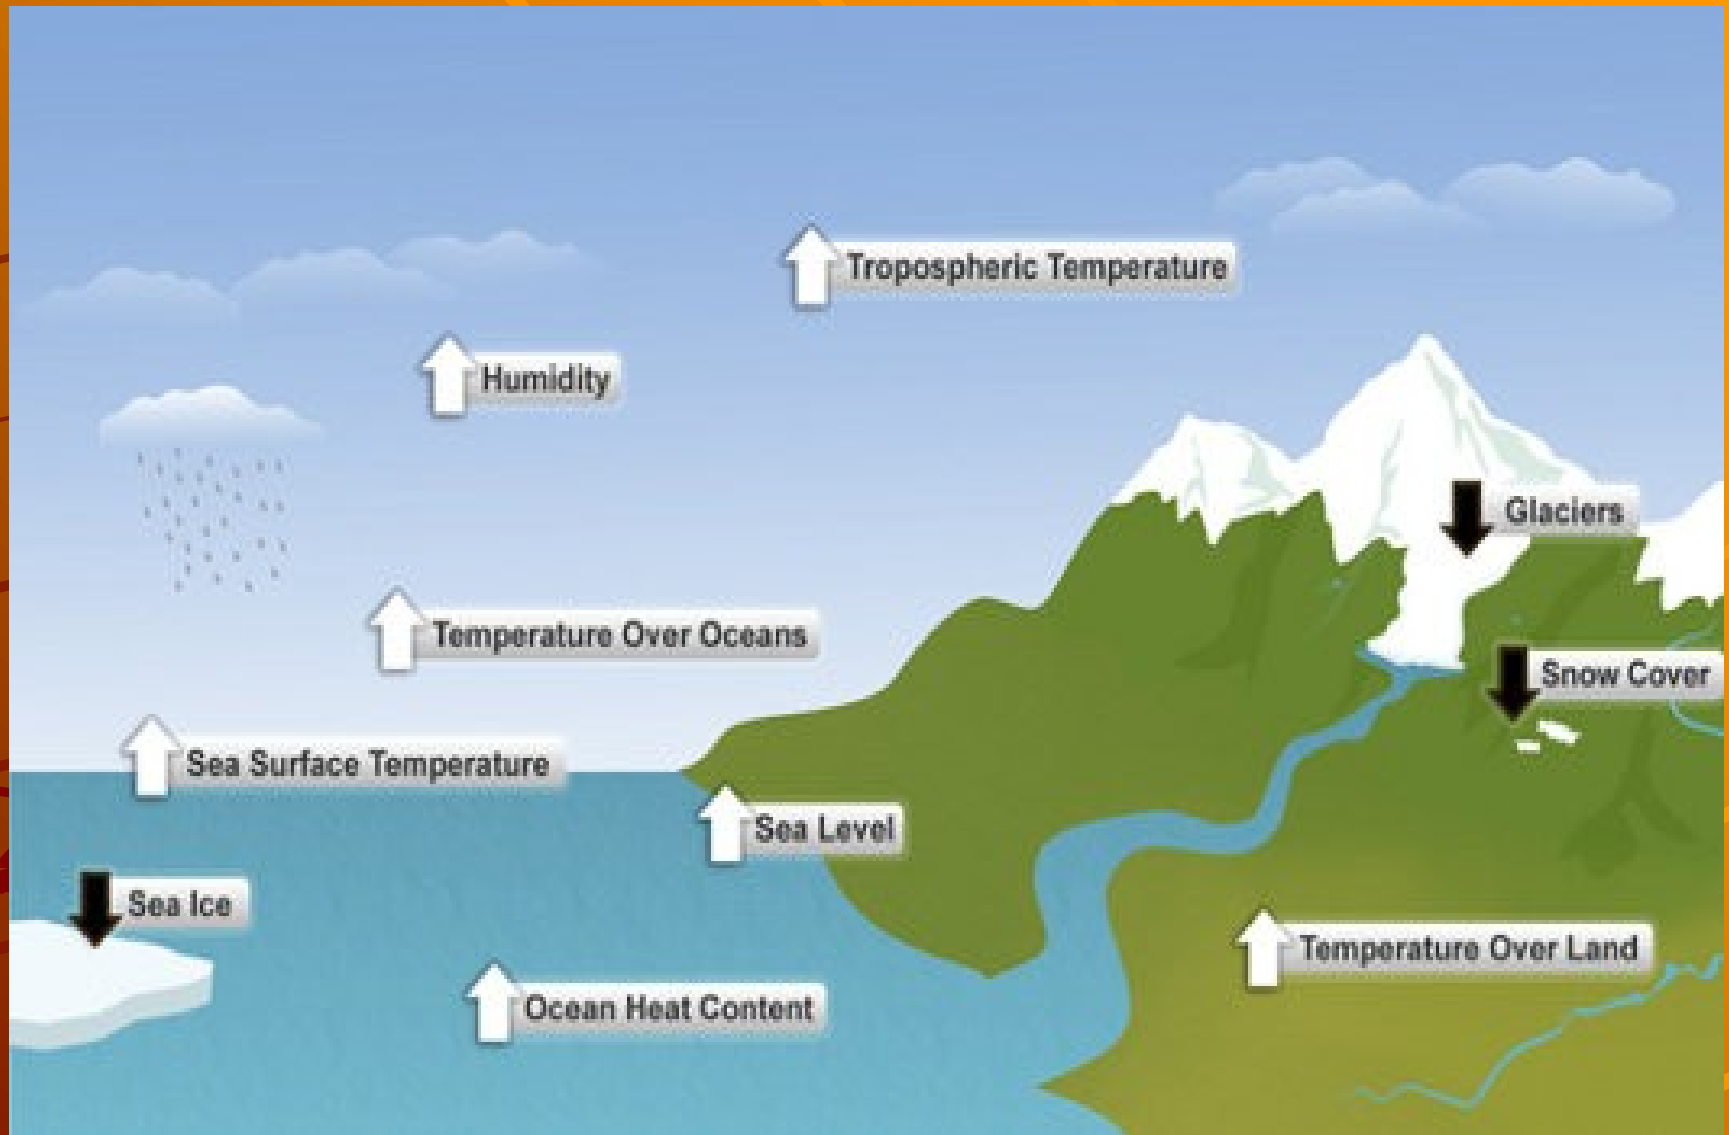 Tropospheric Temperature
Humidity
Glaciers
Temperature Over Oceans
Snow Cover
Sea Surface Temperature
Sea Level
Sea Ice
Temperature Over Land
Ocean Heat Content